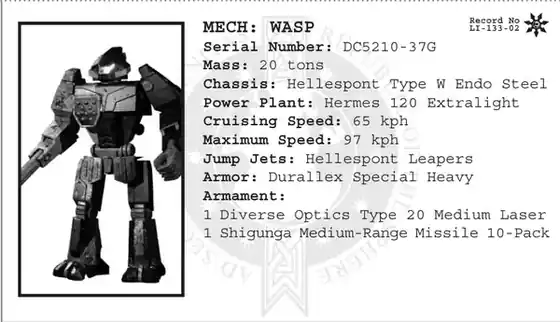 MECH: WASP
Record No
LI-133-02
Serial Number: DC5210-37G
Mass: 20 tons
Chassis: Hellespont Type W Endo Steel
Power Plant: Hermes 120 Extralight
Cruising Speed: 65 kph
Maximum Speed: 97 kph
Jump Jets: Hellespont Leapers
Armor: Durallex Special Heavy
Armament:
1 Diverse Optics Type 20 Medium Laser
1 Shigunga Medium-Range Missile 10-Pack